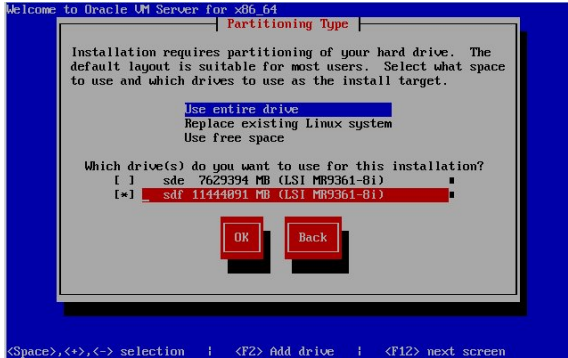 Welcome to Oracle VM Server for x86_64
Partitioning Type
Installation requires partitioning of your hard drive. The
default layout is suitable for most users. Select what space
to use and which drives to use as the install target.
Use entire drive
Replace existing Linux system
Use free space
Which drive(s) do you want to use for this installation?
[ ] sde 7629394 MB (LSI MR9361-8i)
[*] sdf 11444091 MB (LSI MR9361-8i)
OK Back
<Space>,<+>,<-> selection | <F2> Add drive | <F12> next screen